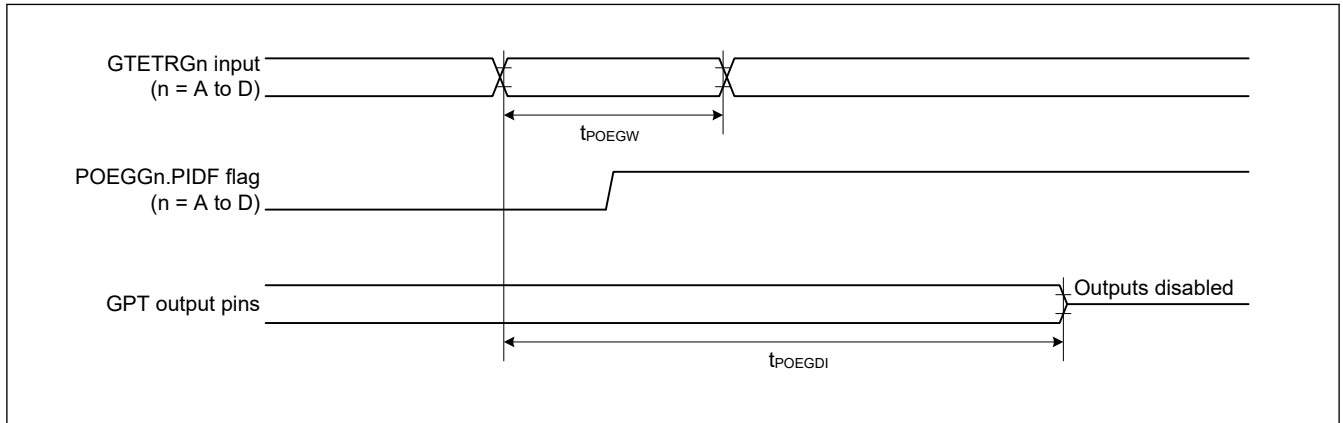 GTETRGn input
(n = A to D)
tPOEGW
POEGGn.PIDF flag
(n = A to D)
GPT output pins
Outputs disabled
tPOEGDI